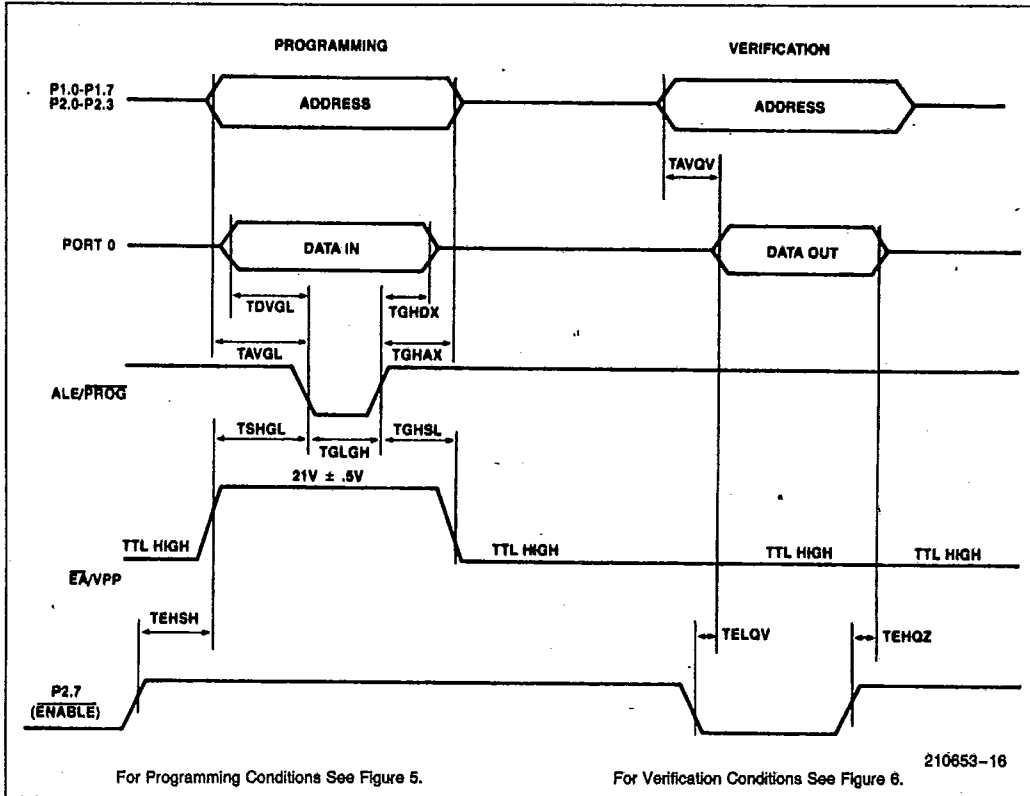 PROGRAMMING VERIFICATION
P1.0-P1.7
P2.0-P2.3
ADDRESS ADDRESS
TAVQV
PORT 0 DATA IN DATA OUT
TDVGL TGHDX
TAVGL TGHAX
ALE/PROG
TSHGL TGLGH TGHSL
21V ± .5V
TTL HIGH TTL HIGH TTL HIGH TTL HIGH
EA/VPP
TEHSH TELQV TEHQZ
P2.7
(ENABLE)
210653-16
For Programming Conditions See Figure 5. For Verification Conditions See Figure 6.